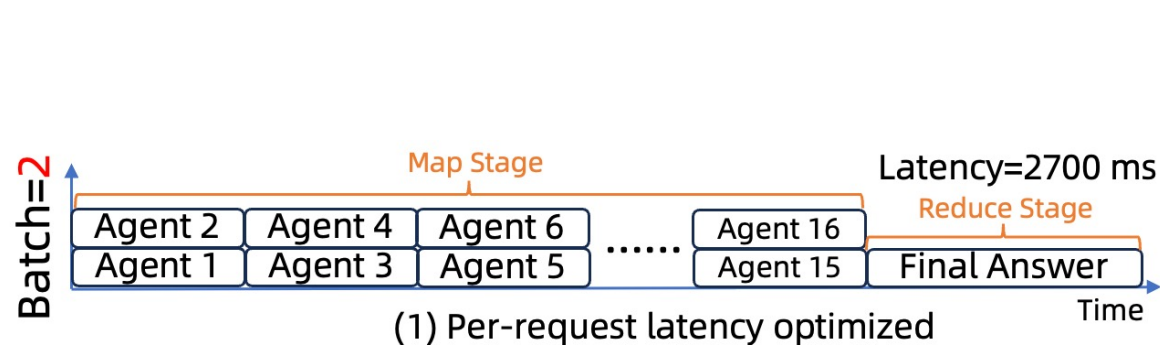 Batch=2
Map Stage
Latency=2700 ms
Reduce Stage
Agent 2
Agent 4
Agent 6
......
Agent 16
Agent 1
Agent 3
Agent 5
Agent 15
Final Answer
Time
(1) Per-request latency optimized